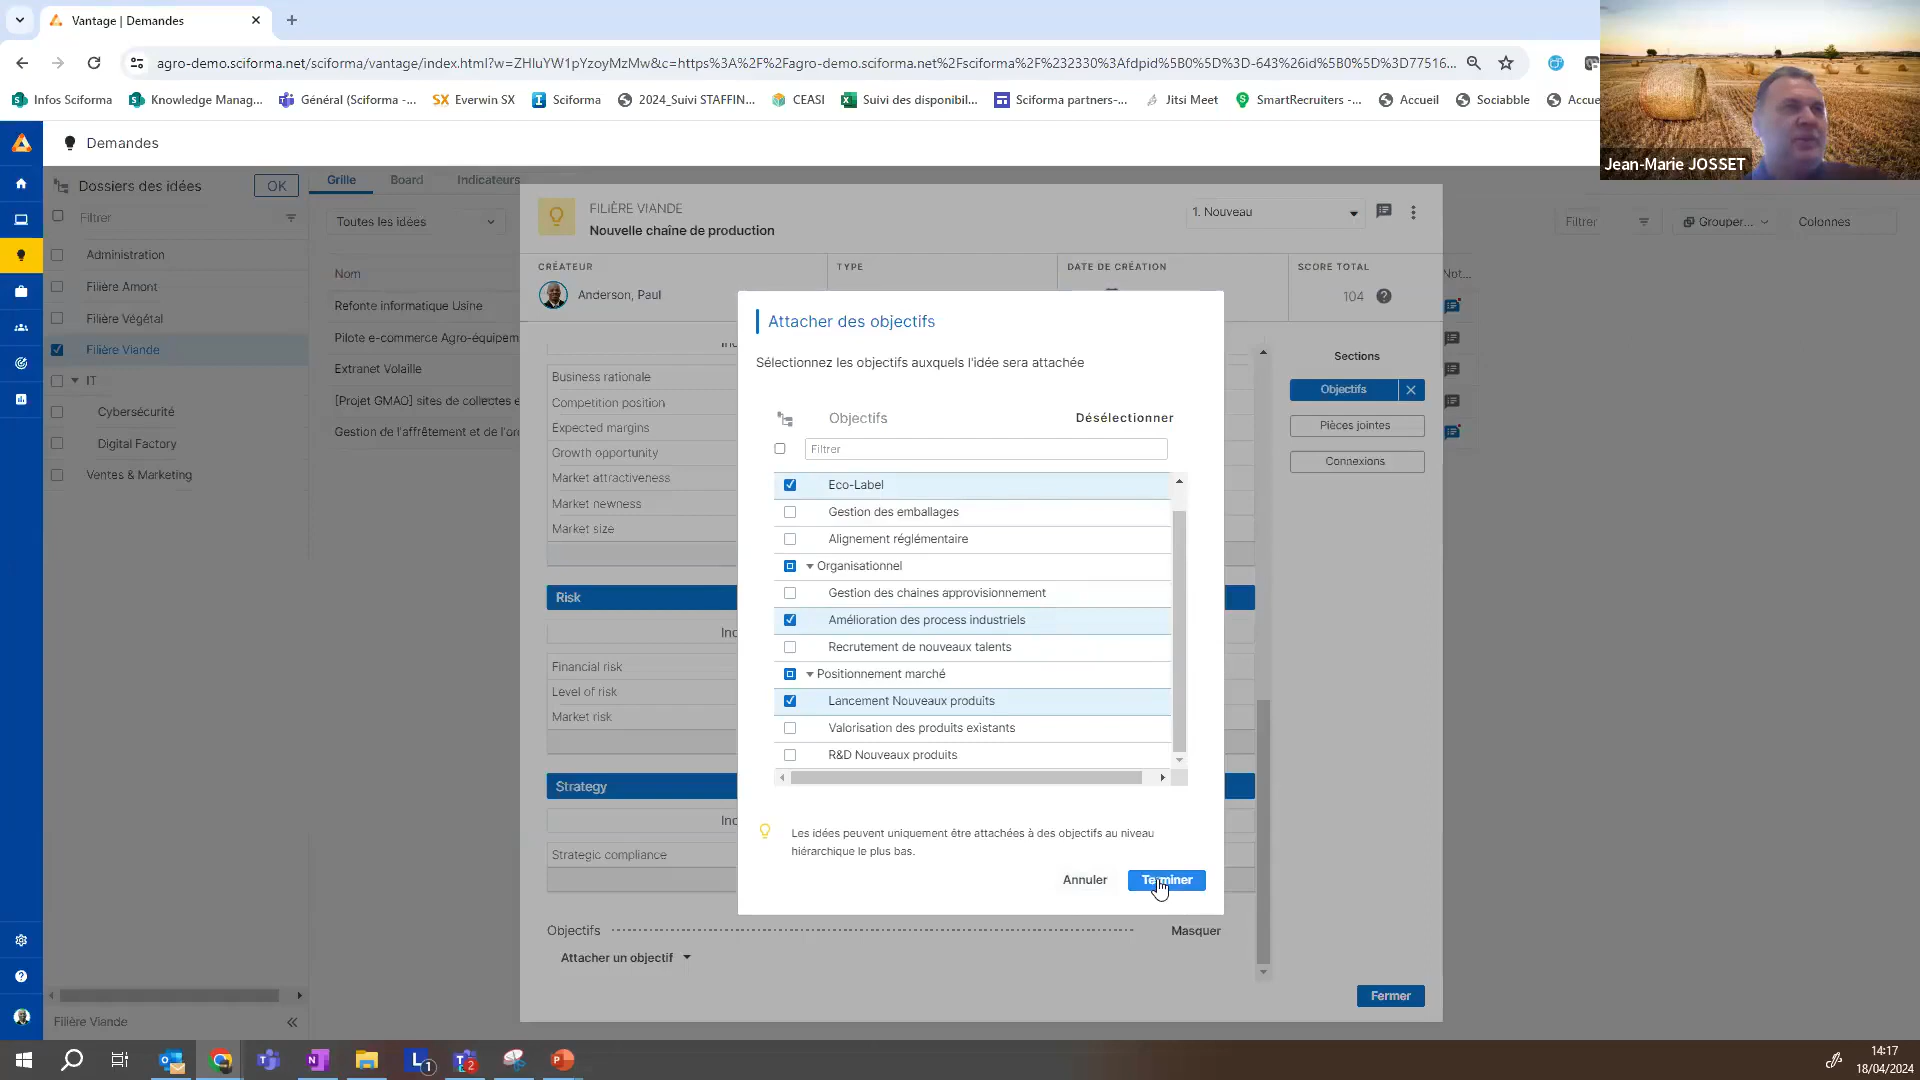 Vantage | Demandes
agro-demo.sciforma.net/sciforma/vantage/index.html?w=ZHIuYW1pYzoyMzMw&c=https%3A%2F%2Fagro-demo.sciforma.net%2Fsciforma%2F%232330%3Afdpid%5B0%5D%3D-643%26id%5B0%5D%3D77516...
Infos Sciforma
Knowledge Manag...
Général (Sciforma -...
Everwin SX
Sciforma
2024_Suivi STAFFIN...
CEASI
Suivi des disponibil...
Sciforma partners-...
Jitsi Meet
SmartRecruiters -...
Accueil
Sociabble
Accue
Jean-Marie JOSSET
Demandes
Dossiers des idées
OK
Filtrer
Administration
Filière Amont
Filière Végétal
Filière Viande
IT
Cybersécurité
Digital Factory
Ventes & Marketing
Filière Viande
Grille
Board
Indicateurs
Toutes les idées
Filtrer
Grouper...
Colonnes
Nom
Not...
Refonte informatique Usine
Pilote e-commerce Agro-équipem
Extranet Volaille
[Projet GMAO] sites de collectes e
Gestion de l'affrêtement et de l'or
FILIÈRE VIANDE
Nouvelle chaîne de production
1. Nouveau
CRÉATEUR
TYPE
DATE DE CRÉATION
SCORE TOTAL
Anderson, Paul
104
Business rationale
Competition position
Expected margins
Growth opportunity
Market attractiveness
Market newness
Market size
Risk
Inc
Financial risk
Level of risk
Market risk
Strategy
Inc
Strategic compliance
Objectifs
Masquer
Attacher un objectif
Sections
Objectifs
Pièces jointes
Connexions
Fermer
Attacher des objectifs
Sélectionnez les objectifs auxquels l'idée sera attachée
Objectifs
Désélectionner
Filtrer
Eco-Label
Gestion des emballages
Alignement réglémentaire
Organisationnel
Gestion des chaines approvisionnement
Amélioration des process industriels
Recrutement de nouveaux talents
Positionnement marché
Lancement Nouveaux produits
Valorisation des produits existants
R&D Nouveaux produits
Les idées peuvent uniquement être attachées à des objectifs au niveau
hiérarchique le plus bas.
Annuler
Terminer
14:17
18/04/2024